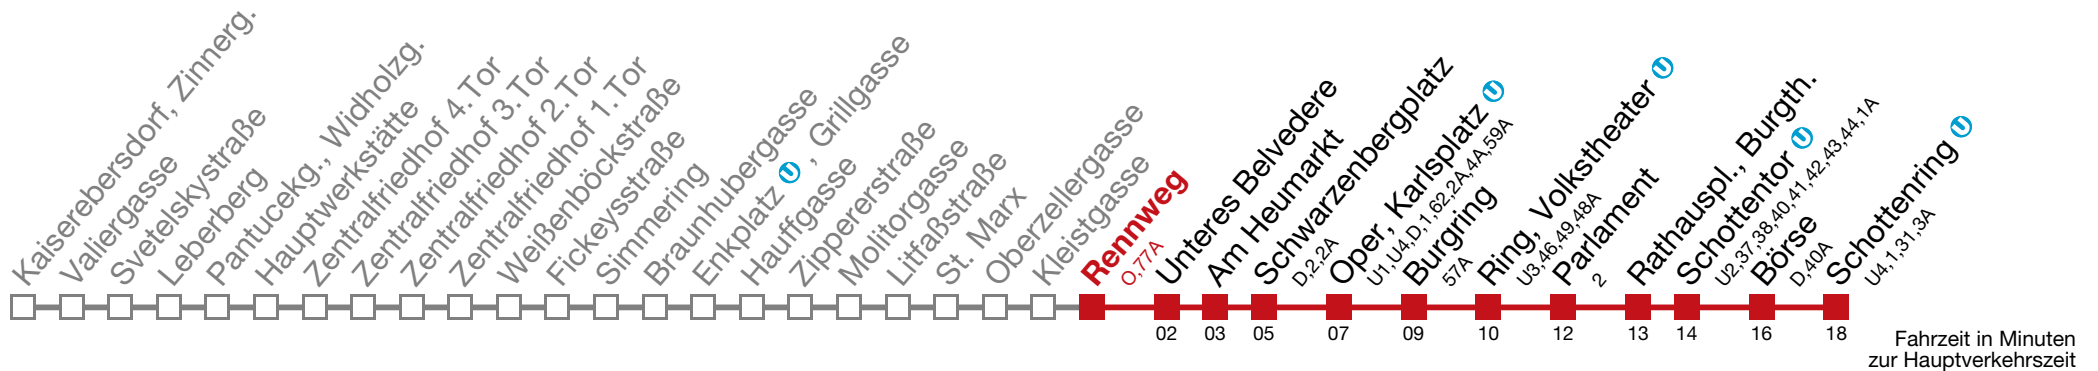 Kaiserebersdorf, Zinnerg.
Valiergasse
Svetelskystraße
Leberberg
Pantucekg., Widholzg.
Hauptwerkstätte
Zentralfriedhof 4.Tor
Zentralfriedhof 3.Tor
Zentralfriedhof 2.Tor
Zentralfriedhof 1.Tor
Weißenböckstraße
Fickeysstraße
Simmering
Braunhubergasse
Enkplatz U, Grillgasse
Hauffgasse
Zippererstraße
Molitorgasse
Litfaßstraße
St. Marx
Oberzellergasse
Kleistgasse
Rennweg
O,77A
Unteres Belvedere
Am Heumarkt
Schwarzenbergplatz
D,2,2A
Oper, Karlsplatz U
U1,U4,D,1,62,2A,4A,59A
Burgring
57A
Ring, Volkstheater U
U3,46,49,48A
Parlament
2
Rathauspl., Burgth.
Schottentor U
U2,37,38,40,41,42,43,44,1A
Börse
D,40A
Schottenring U
U4,1,31,3A
02 03 05 07 09 10 12 13 14 16 18
Fahrzeit in Minuten
zur Hauptverkehrszeit